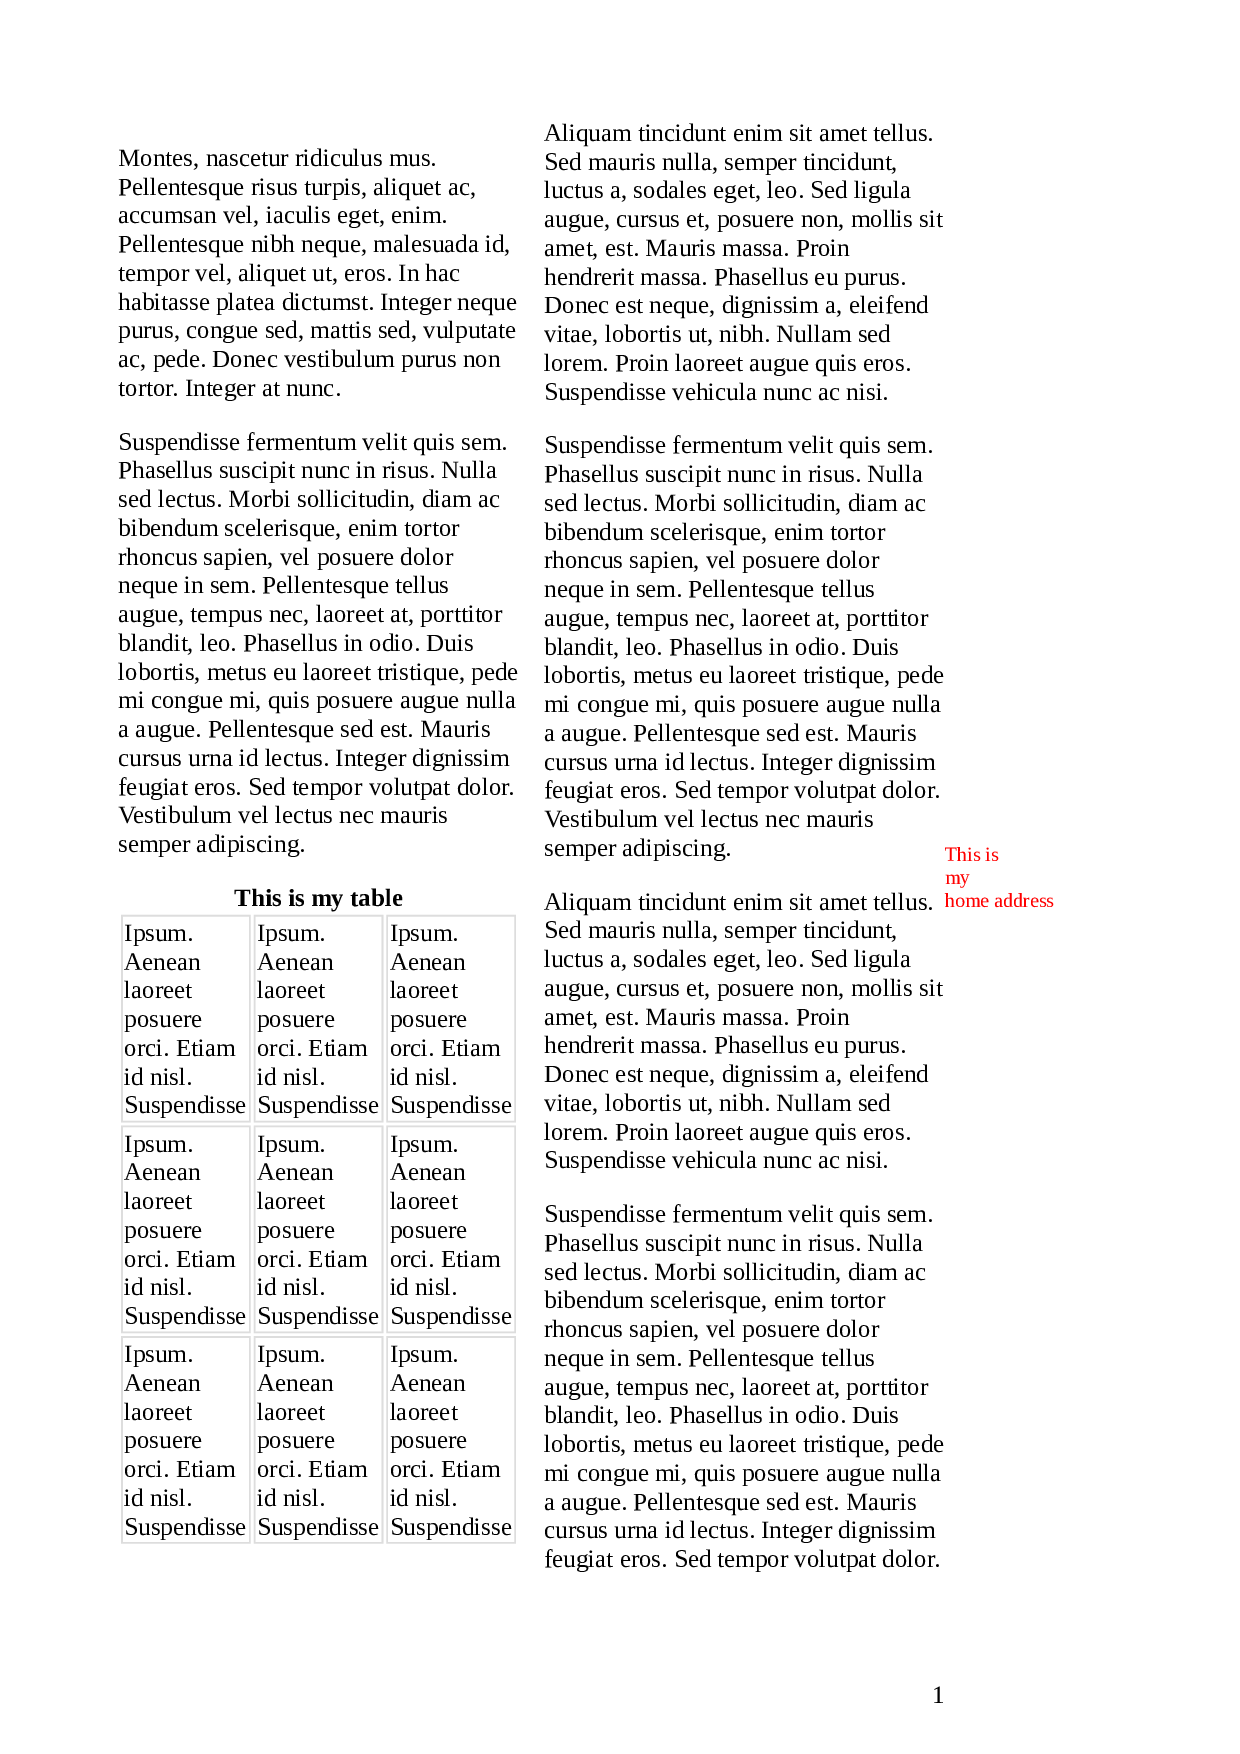 Montes, nascetur ridiculus mus.
Pellentesque risus turpis, aliquet ac,
accumsan vel, iaculis eget, enim.
Pellentesque nibh neque, malesuada id,
tempor vel, aliquet ut, eros. In hac
habitasse platea dictumst. Integer neque
purus, congue sed, mattis sed, vulputate
ac, pede. Donec vestibulum purus non
tortor. Integer at nunc.
Suspendisse fermentum velit quis sem.
Phasellus suscipit nunc in risus. Nulla
sed lectus. Morbi sollicitudin, diam ac
bibendum scelerisque, enim tortor
rhoncus sapien, vel posuere dolor
neque in sem. Pellentesque tellus
augue, tempus nec, laoreet at, porttitor
blandit, leo. Phasellus in odio. Duis
lobortis, metus eu laoreet tristique, pede
mi congue mi, quis posuere augue nulla
a augue. Pellentesque sed est. Mauris
cursus urna id lectus. Integer dignissim
feugiat eros. Sed tempor volutpat dolor.
Vestibulum vel lectus nec mauris
semper adipiscing.
This is my table
Ipsum. Ipsum. Ipsum.
Aenean Aenean Aenean
laoreet laoreet laoreet
posuere posuere posuere
orci. Etiam orci. Etiam orci. Etiam
id nisl. id nisl. id nisl.
Suspendisse Suspendisse Suspendisse
Ipsum. Ipsum. Ipsum.
Aenean Aenean Aenean
laoreet laoreet laoreet
posuere posuere posuere
orci. Etiam orci. Etiam orci. Etiam
id nisl. id nisl. id nisl.
Suspendisse Suspendisse Suspendisse
Ipsum. Ipsum. Ipsum.
Aenean Aenean Aenean
laoreet laoreet laoreet
posuere posuere posuere
orci. Etiam orci. Etiam orci. Etiam
id nisl. id nisl. id nisl.
Suspendisse Suspendisse Suspendisse
Aliquam tincidunt enim sit amet tellus.
Sed mauris nulla, semper tincidunt,
luctus a, sodales eget, leo. Sed ligula
augue, cursus et, posuere non, mollis sit
amet, est. Mauris massa. Proin
hendrerit massa. Phasellus eu purus.
Donec est neque, dignissim a, eleifend
vitae, lobortis ut, nibh. Nullam sed
lorem. Proin laoreet augue quis eros.
Suspendisse vehicula nunc ac nisi.
Suspendisse fermentum velit quis sem.
Phasellus suscipit nunc in risus. Nulla
sed lectus. Morbi sollicitudin, diam ac
bibendum scelerisque, enim tortor
rhoncus sapien, vel posuere dolor
neque in sem. Pellentesque tellus
augue, tempus nec, laoreet at, porttitor
blandit, leo. Phasellus in odio. Duis
lobortis, metus eu laoreet tristique, pede
mi congue mi, quis posuere augue nulla
a augue. Pellentesque sed est. Mauris
cursus urna id lectus. Integer dignissim
feugiat eros. Sed tempor volutpat dolor.
Vestibulum vel lectus nec mauris
semper adipiscing.
Aliquam tincidunt enim sit amet tellus.
Sed mauris nulla, semper tincidunt,
luctus a, sodales eget, leo. Sed ligula
augue, cursus et, posuere non, mollis sit
amet, est. Mauris massa. Proin
hendrerit massa. Phasellus eu purus.
Donec est neque, dignissim a, eleifend
vitae, lobortis ut, nibh. Nullam sed
lorem. Proin laoreet augue quis eros.
Suspendisse vehicula nunc ac nisi.
Suspendisse fermentum velit quis sem.
Phasellus suscipit nunc in risus. Nulla
sed lectus. Morbi sollicitudin, diam ac
bibendum scelerisque, enim tortor
rhoncus sapien, vel posuere dolor
neque in sem. Pellentesque tellus
augue, tempus nec, laoreet at, porttitor
blandit, leo. Phasellus in odio. Duis
lobortis, metus eu laoreet tristique, pede
mi congue mi, quis posuere augue nulla
a augue. Pellentesque sed est. Mauris
cursus urna id lectus. Integer dignissim
feugiat eros. Sed tempor volutpat dolor.
This is
my
home address
1